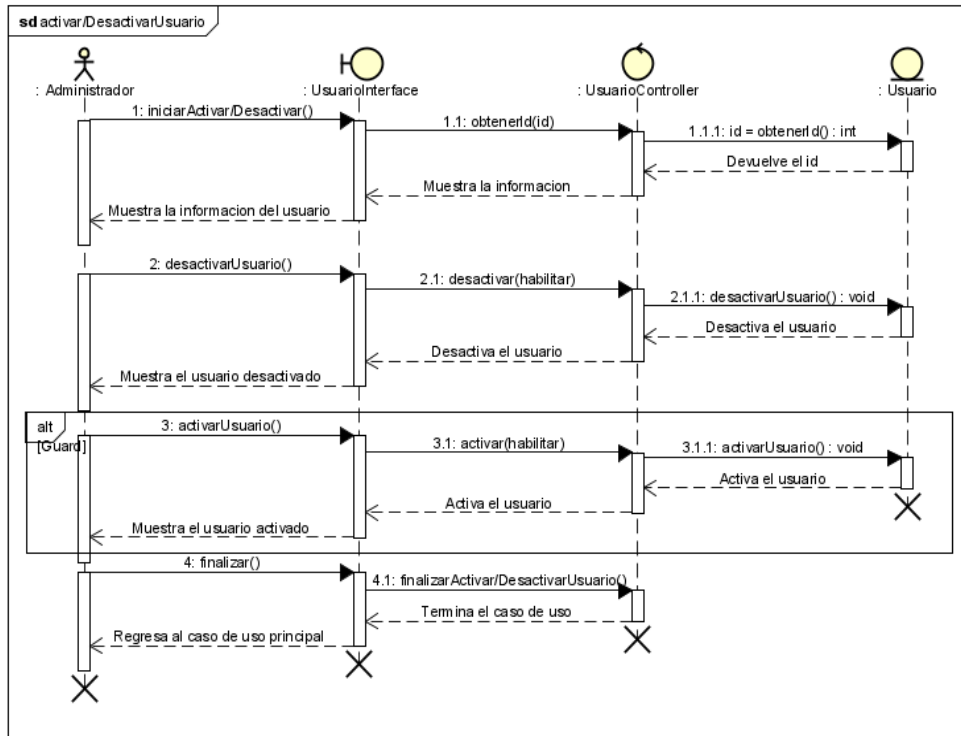 sd activar/DesactivarUsuario
: Administrador
: UsuarioInterface
: UsuarioController
: Usuario
1: iniciarActivar/Desactivar()
1.1: obtenerId(id)
1.1.1: id = obtenerId() : int
Devuelve el id
Muestra la informacion
Muestra la informacion del usuario
2: desactivarUsuario()
2.1: desactivar(habilitar)
2.1.1: desactivarUsuario() : void
Desactiva el usuario
Desactiva el usuario
Muestra el usuario desactivado
alt
[Guard]
3: activarUsuario()
3.1: activar(habilitar)
3.1.1: activarUsuario() : void
Activa el usuario
Activa el usuario
Muestra el usuario activado
4: finalizar()
4.1: finalizarActivar/DesactivarUsuario()
Termina el caso de uso
Regresa al caso de uso principal